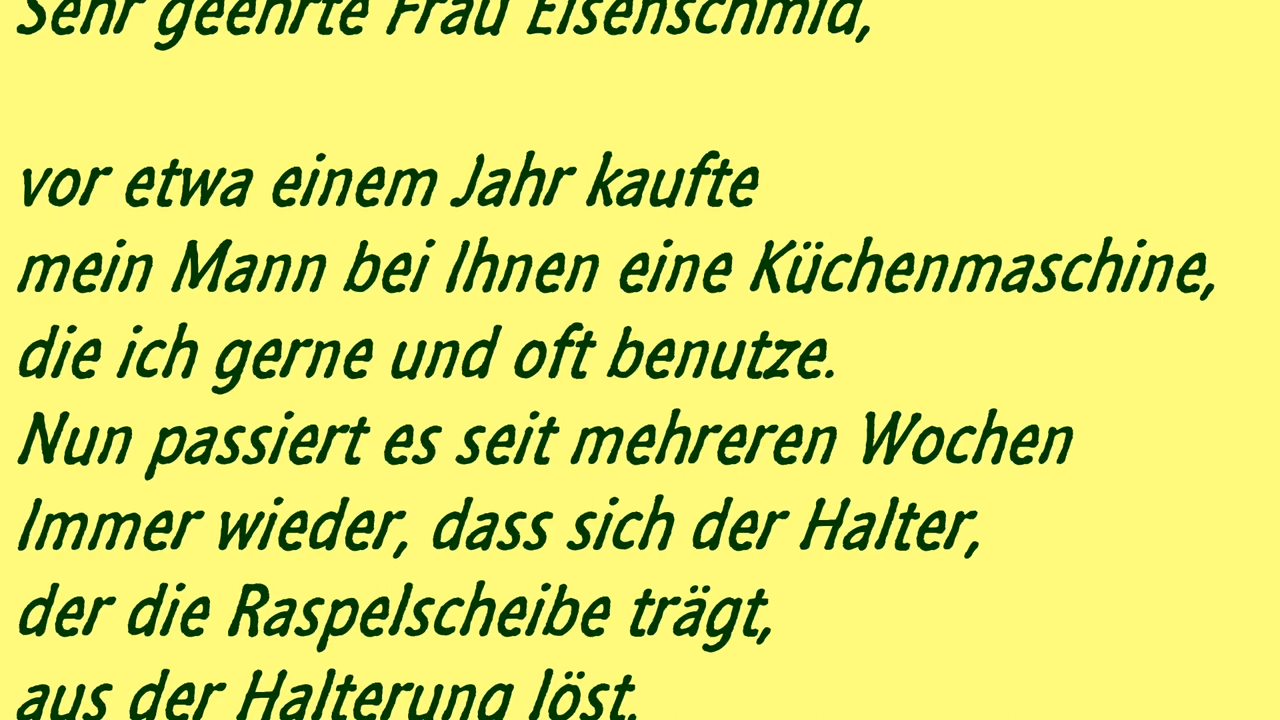 Sehr geehrte Frau Eisenschmid,
vor etwa einem Jahr kaufte
mein Mann bei Ihnen eine Küchenmaschine,
die ich gerne und oft benutze.
Nun passiert es seit mehreren Wochen
Immer wieder, dass sich der Halter,
der die Raspelscheibe trägt,
aus der Halterung löst.